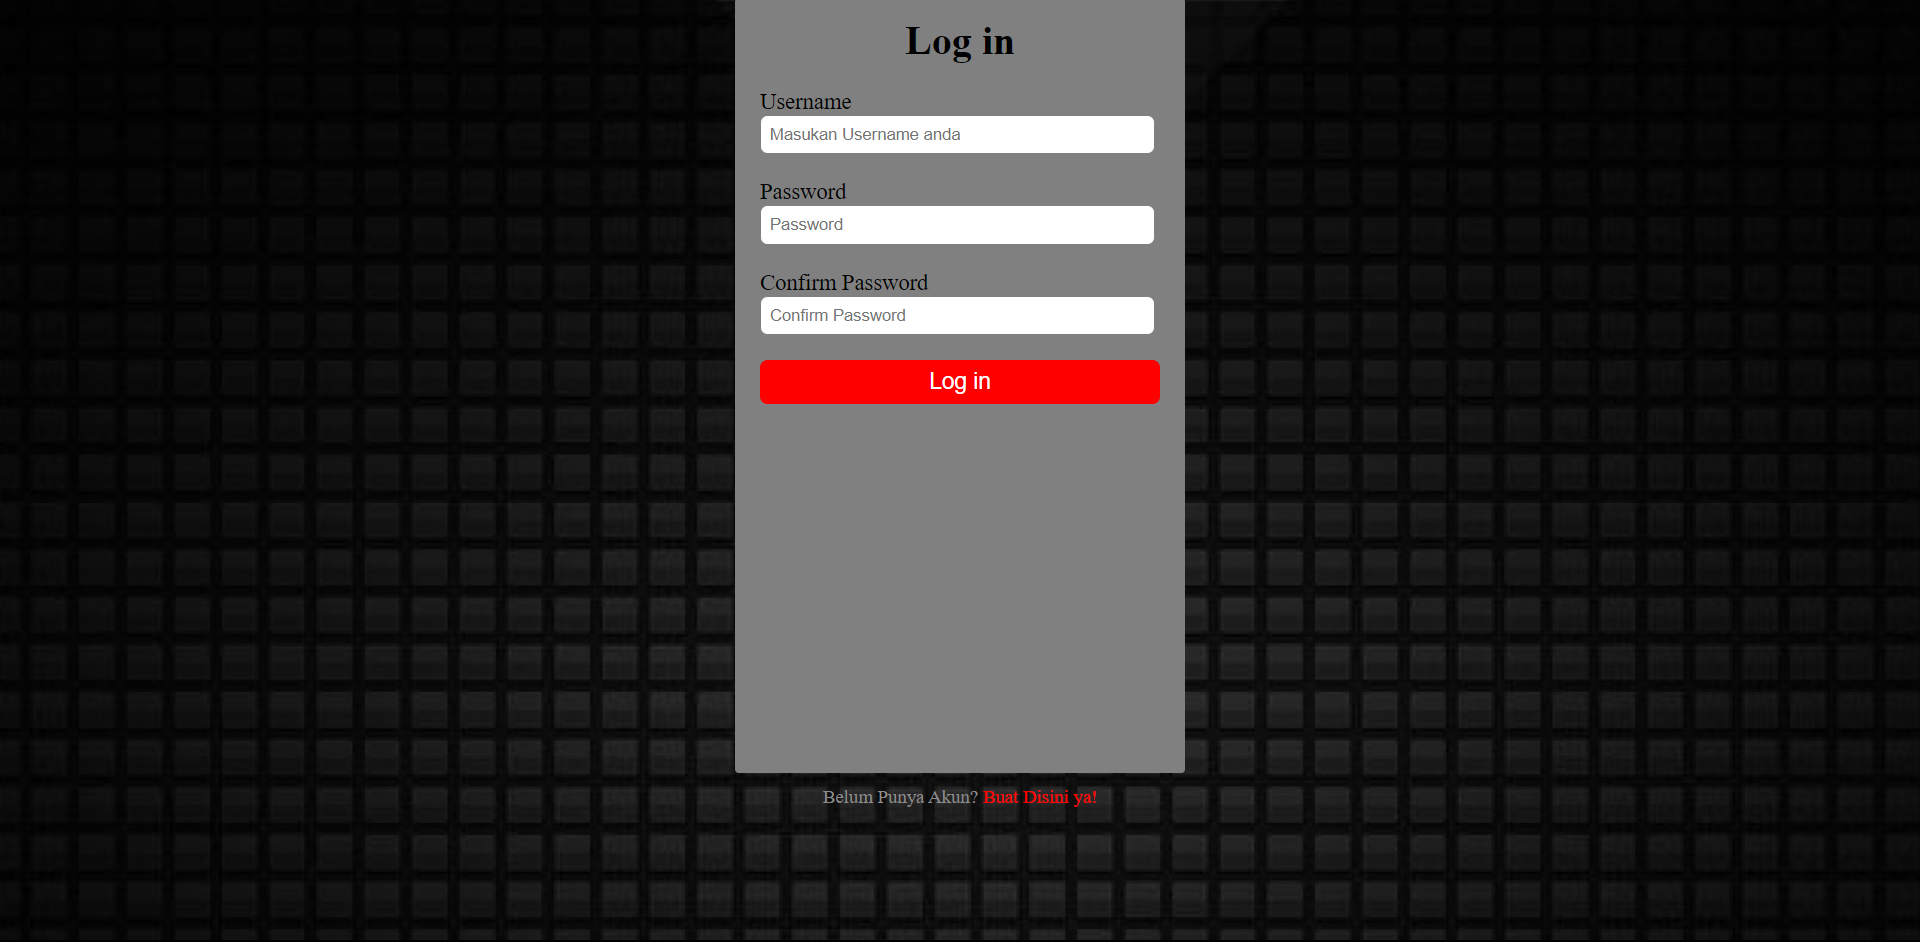 Log in
Username
Masukan Username anda
Password
Password
Confirm Password
Confirm Password
Log in
Belum Punya Akun? Buat Disini ya!